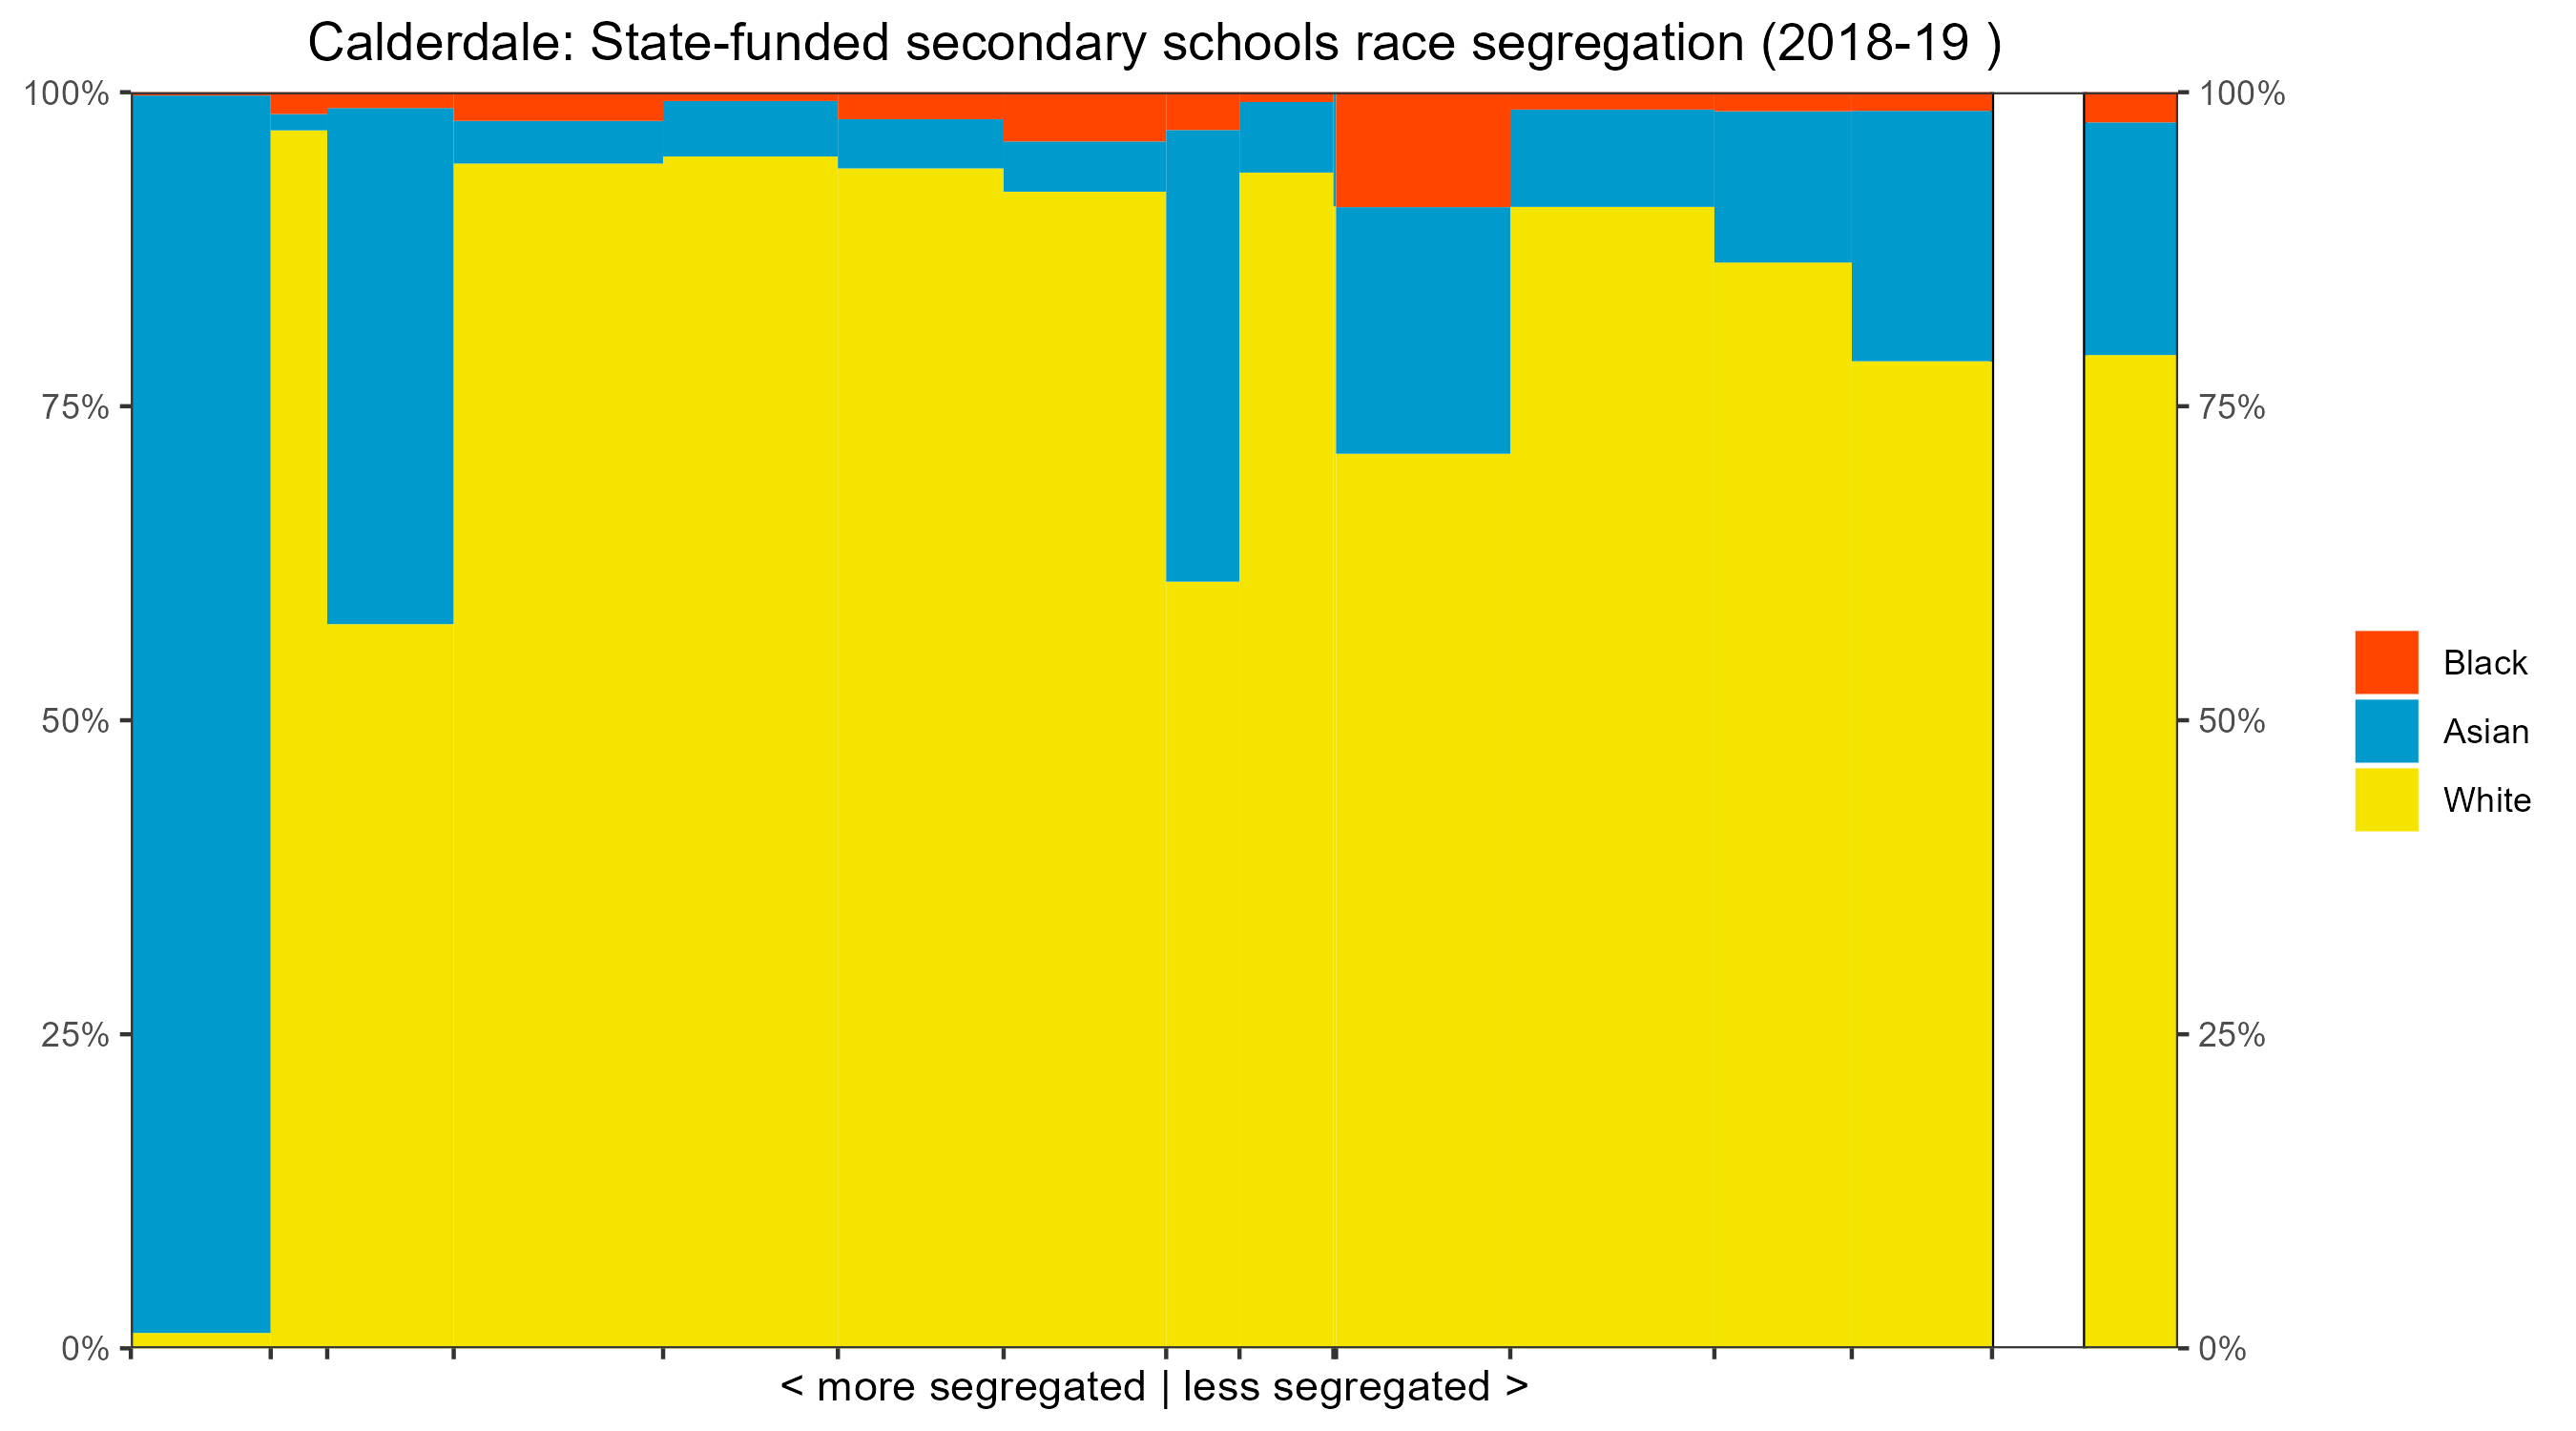 Calderdale: State-funded secondary schools race segregation (2018-19 )
100%
75%
50%
25%
0%
100%
75%
50%
25%
0%
Black
Asian
White
< more segregated | less segregated >